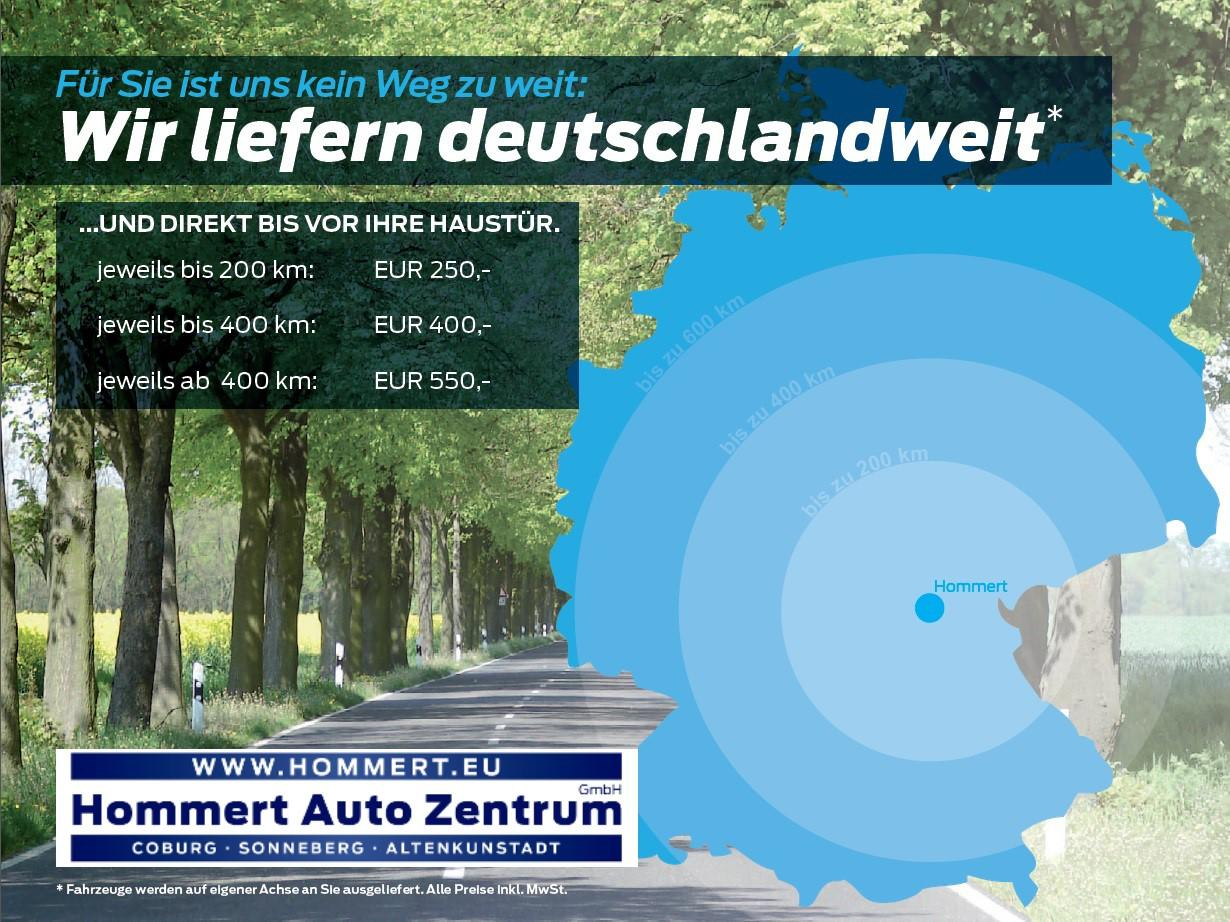 Für Sie ist uns kein Weg zu weit:
Wir liefern deutschlandweit*
...UND DIREKT BIS VOR IHRE HAUSTÜR.
jeweils bis 200 km: EUR 250,-
jeweils bis 400 km: EUR 400,-
jeweils ab 400 km: EUR 550,-
bis zu 600 km
bis zu 400 km
bis zu 200 km
Hommert
WWW.HOMMERT.EU
GmbH
Hommert Auto Zentrum
COBURG · SONNEBERG · ALTENKUNSTADT
* Fahrzeuge werden auf eigener Achse an Sie ausgeliefert. Alle Preise inkl. MwSt.